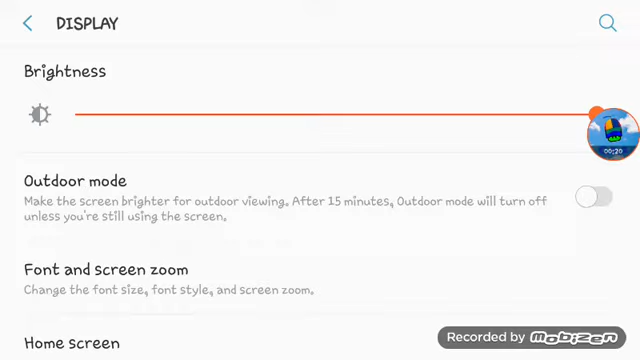 DISPLAY
Brightness
00:20
Outdoor mode
Make the screen brighter for outdoor viewing. After 15 minutes, Outdoor mode will turn off
unless you're still using the screen.
Font and screen zoom
Change the font size, font style, and screen zoom.
Home screen
Recorded by Mobizen